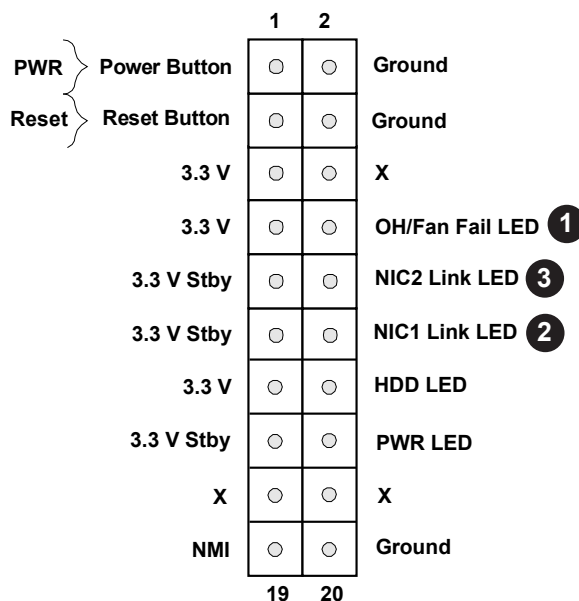 1 2
PWR Power Button Ground
Reset Reset Button Ground
3.3 V X
3.3 V OH/Fan Fail LED 1
3.3 V Stby NIC2 Link LED 3
3.3 V Stby NIC1 Link LED 2
3.3 V HDD LED
3.3 V Stby PWR LED
X X
NMI Ground
19 20